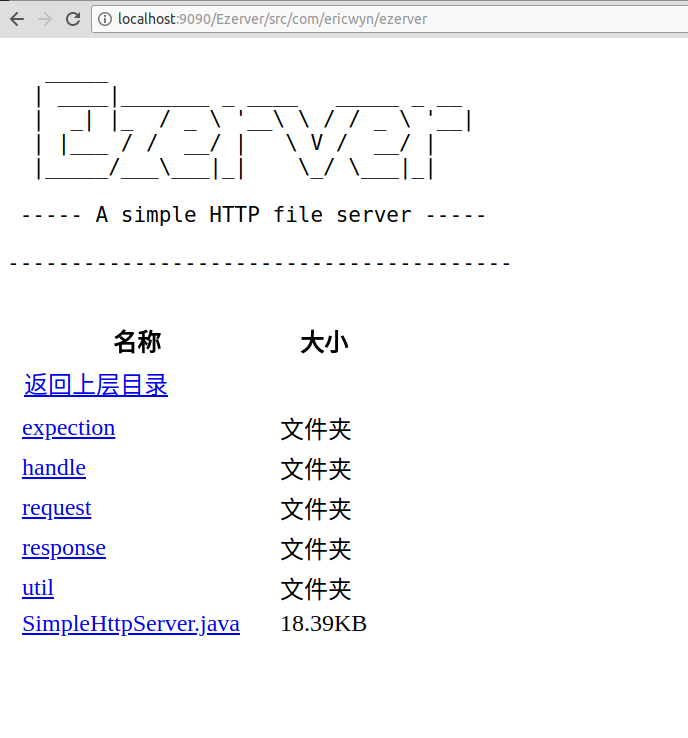 localhost:9090/Ezerver/src/com/ericwyn/ezerver
Ezerver
----- A simple HTTP file server -----
----------------------------------------
名称 大小
返回上层目录
expection 文件夹
handle 文件夹
request 文件夹
response 文件夹
util 文件夹
SimpleHttpServer.java 18.39KB